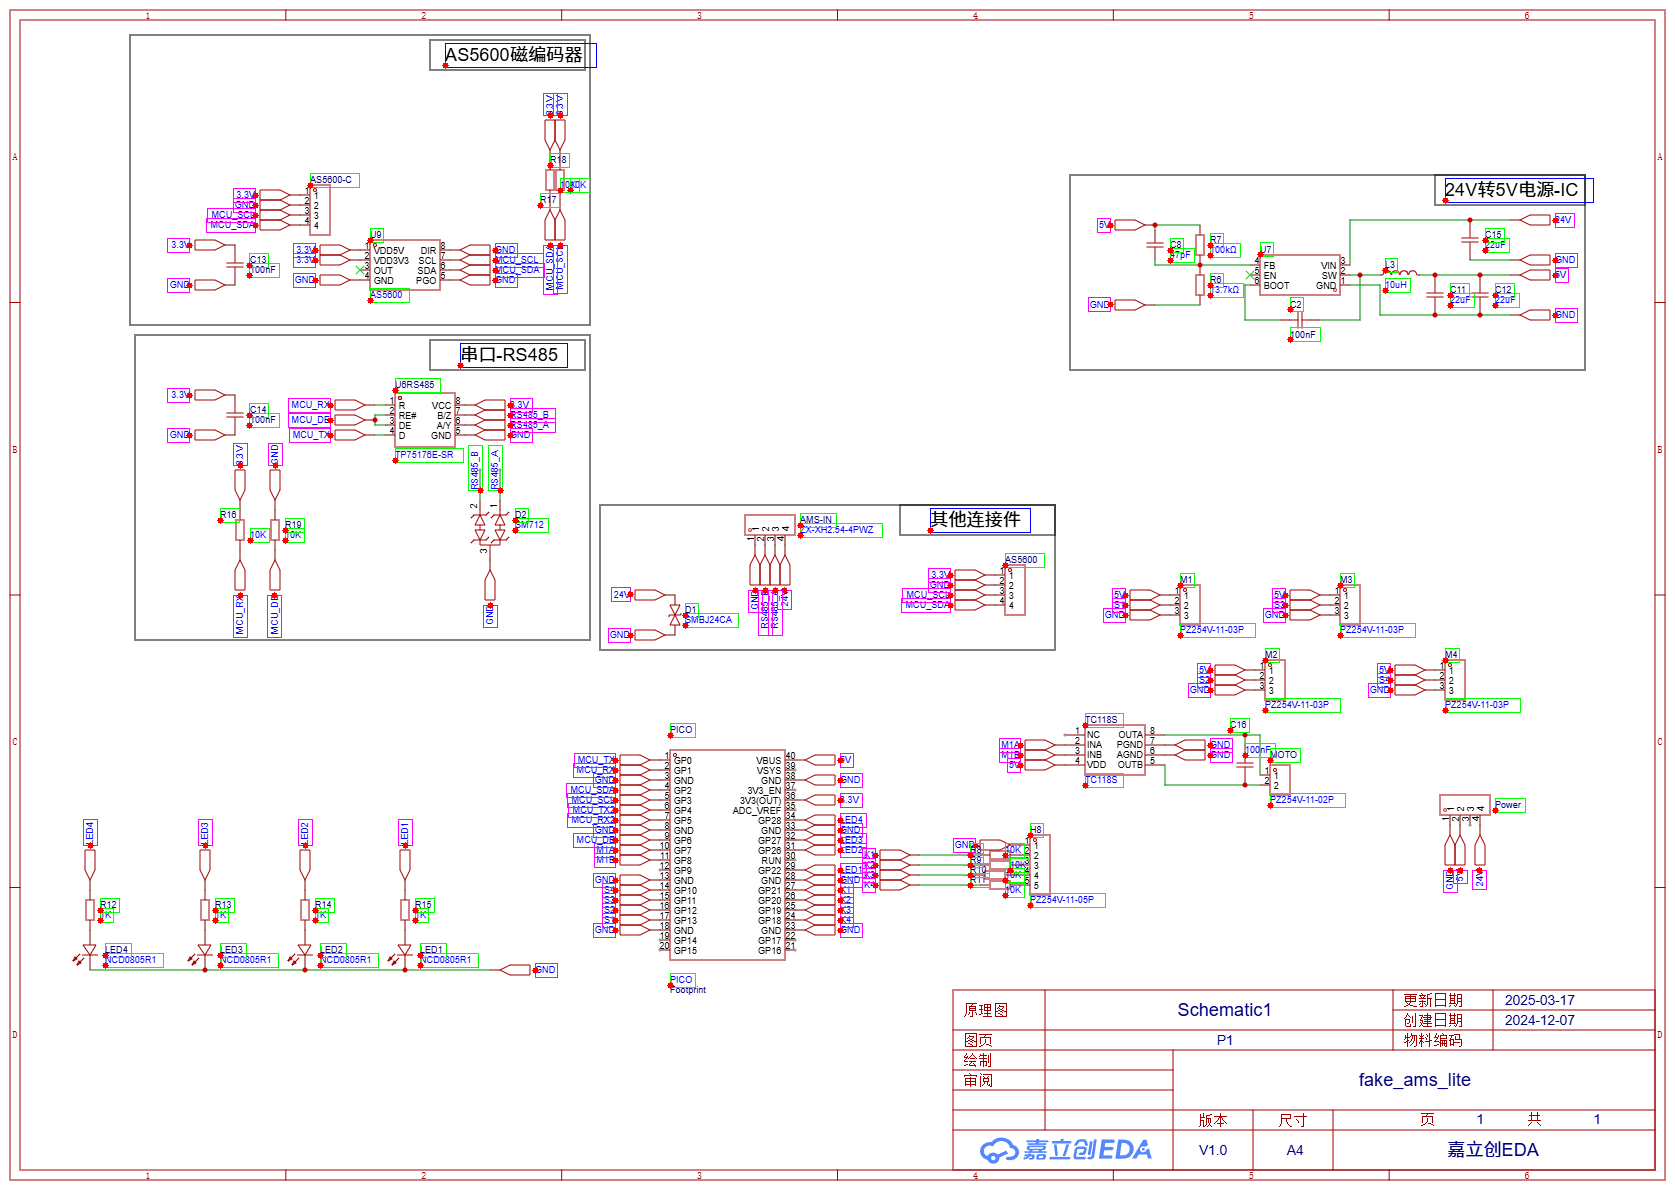 AS5600磁编码器
3.3V
3.3V
R18
R17
AS5600-C
3.3V
GND
MCU_SCL
MCU_SDA
3.3V
C13
100nF
GND
U9
3.3V
3.3V
GND
VDD5V
VDD3V3
OUT
GND
DIR
SCL
SDA
PGO
AS5600
GND
MCU_SCL
MCU_SDA
GND
MCU_SDA
MCU_SCL
24V转5V电源-IC
5V
C8
47pF
R7
100kΩ
R6
13.7kΩ
GND
U7
FB
EN
BOOT
VIN
SW
GND
C2
100nF
L3
10uH
C15
22uF
C11
22uF
C12
22uF
24V
GND
5V
GND
串口-RS485
3.3V
C14
100nF
GND
MCU_RX
MCU_DE
MCU_TX
U6RS485
R
RE#
DE
D
VCC
B/Z
A/Y
GND
TP75176E-SR
3.3V
RS485_B
RS485_A
GND
3.3V
GND
R16
10K
R19
10K
MCU_RX
MCU_DE
RS485_B
RS485_A
D2
SM712
GND
其他连接件
AMS-IN
ZX-XH2.54-4PWZ
24V
GND
D1
SMBJ24CA
GND
24V
AS5600
3.3V
GND
MCU_SCL
MCU_SDA
M1
5V
S1
GND
PZ254V-11-03P
M3
5V
S3
GND
PZ254V-11-03P
M2
5V
S2
GND
PZ254V-11-03P
M4
5V
S4
GND
PZ254V-11-03P
TC118S
M1A
M1B
5V
NC
INA
INB
VDD
OUTA
PGND
AGND
OUTB
TC118S
GND
GND
C16
100nF
MOTO
PZ254V-11-02P
Power
GND
5V
24V
PICO
MCU_TX
MCU_RX
GND
MCU_SDA
MCU_SCL
MCU_TX2
MCU_RX2
GND
MCU_DE
M1A
M1B
GND
S4
S3
S2
S1
GND
GP0
GP1
GND
GP2
GP3
GP4
GP5
GND
GP6
GP7
GP8
GP9
GND
GP10
GP11
GP12
GP13
GND
GP14
GP15
VBUS
VSYS
GND
3V3_EN
3V3(OUT)
ADC_VREF
GP28
GND
GP27
GP26
RUN
GP22
GND
GP21
GP20
GP19
GP18
GND
GP17
GP16
5V
GND
3.3V
LED4
GND
LED3
LED2
LED1
GND
K1
K2
K3
K4
GND
PICO
Footprint
GND
K1
K2
K3
K4
R8
R9
R10
R11
10K
10K
10K
10K
H8
PZ254V-11-05P
LED4
LED3
LED2
LED1
R12
1K
R13
1K
R14
1K
R15
1K
LED4
NCD0805R1
LED3
NCD0805R1
LED2
NCD0805R1
LED1
NCD0805R1
GND
原理图
Schematic1
更新日期
2025-03-17
创建日期
2024-12-07
图页
P1
物料编码
绘制
审阅
fake_ams_lite
版本
尺寸
页 1 共 1
嘉立创EDA
V1.0
A4
嘉立创EDA